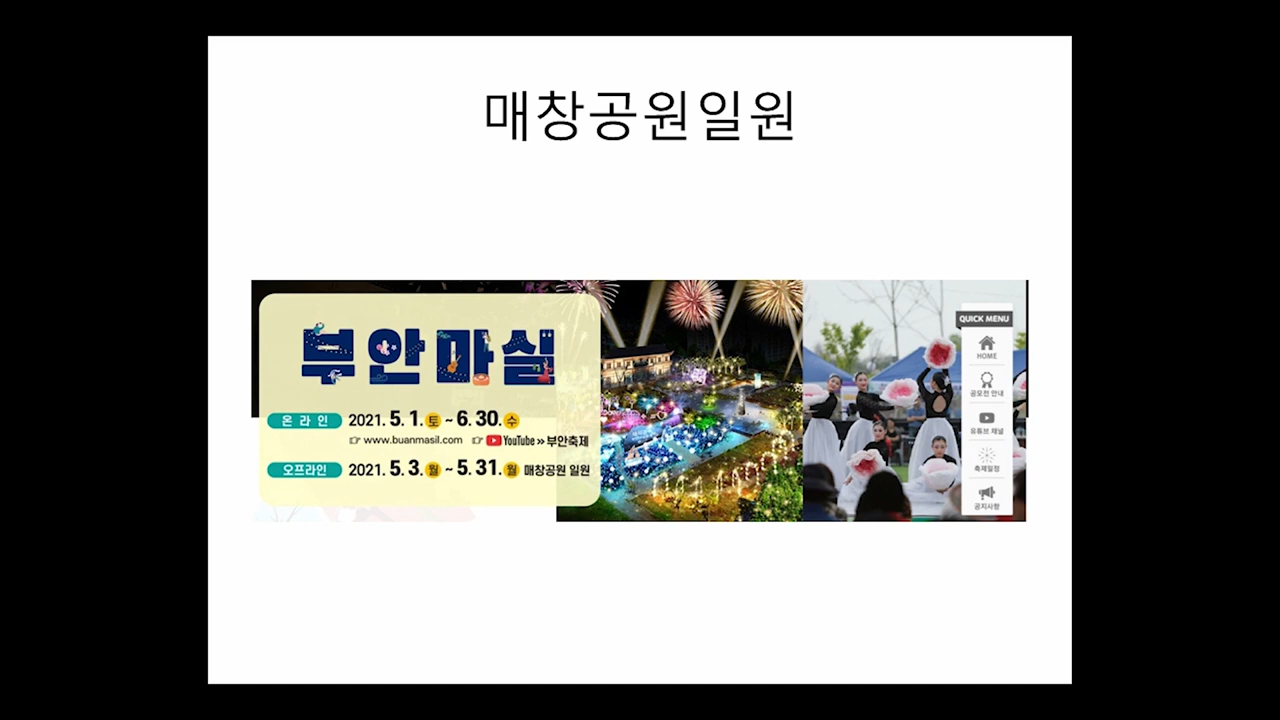 매창공원일원
부안마실
온라인 2021. 5. 1. 토 ~ 6. 30. 수
☞ www.buanmasil.com ☞ YouTube » 부안축제
오프라인 2021. 5. 3. 월 ~ 5. 31. 월 매창공원 일원
QUICK MENU
HOME
공모전 안내
유튜브 채널
축제일정
공지사항